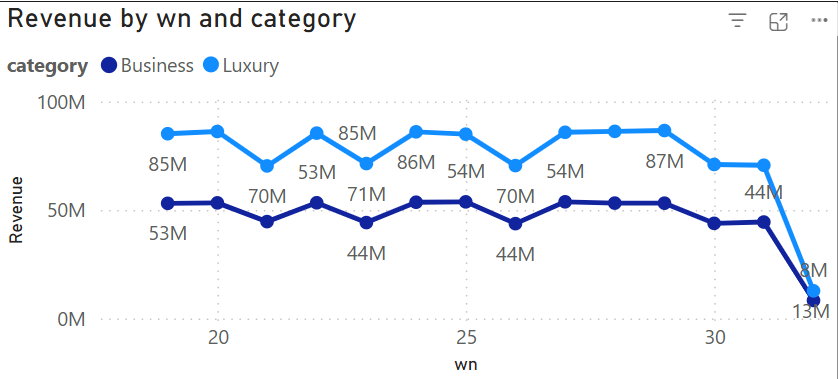 Revenue by wn and category
category Business Luxury
100M
85M
85M 53M 86M 54M 54M 87M
70M 71M 70M 44M
50M
53M
44M 44M
8M
13M
0M
20 25 30
Revenue
wn